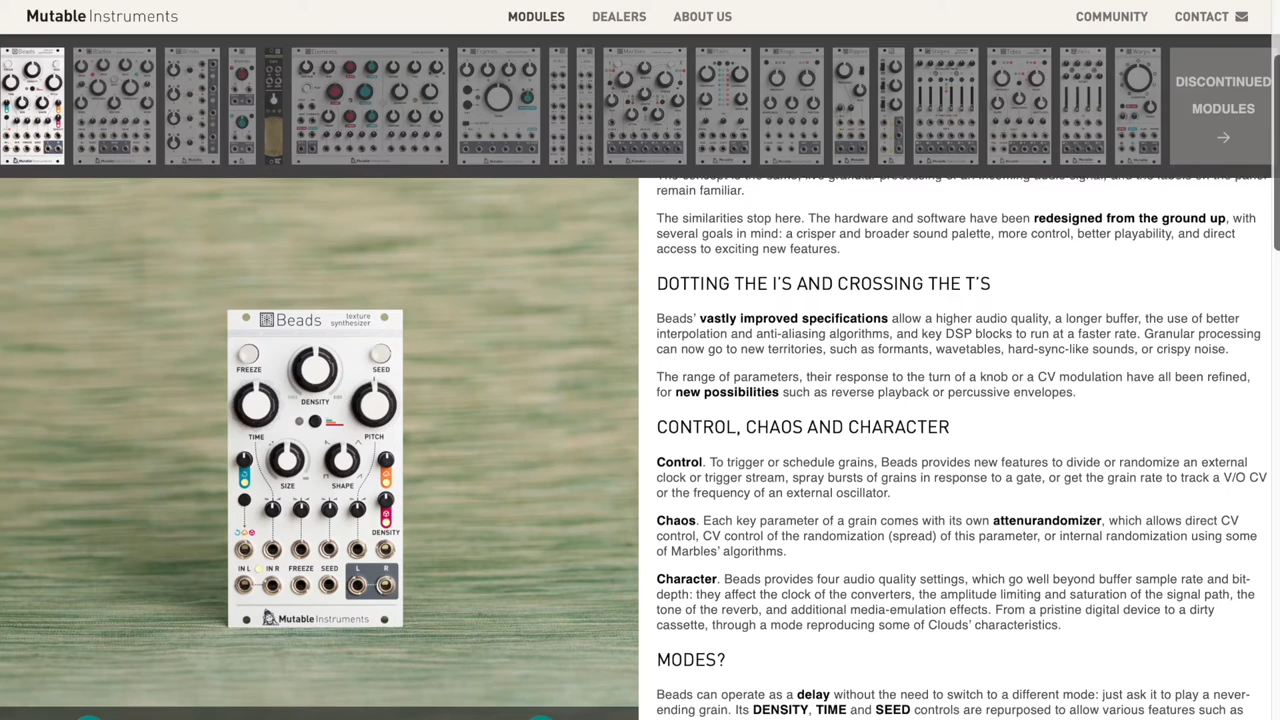 Mutable Instruments
MODULES DEALERS ABOUT US COMMUNITY CONTACT
Beads Blades Blinds Elements Frames Marbles Plaits Rings Ripples Stages Tides Veils Warps
DISCONTINUED
MODULES
→
remain familiar.
The similarities stop here. The hardware and software have been redesigned from the ground up, with
several goals in mind: a crisper and broader sound palette, more control, better playability, and direct
access to exciting new features.
DOTTING THE I'S AND CROSSING THE T'S
Beads' vastly improved specifications allow a higher audio quality, a longer buffer, the use of better
interpolation and anti-aliasing algorithms, and key DSP blocks to run at a faster rate. Granular processing
can now go to new territories, such as formants, wavetables, hard-sync-like sounds, or crispy noise.
The range of parameters, their response to the turn of a knob or a CV modulation have all been refined,
for new possibilities such as reverse playback or percussive envelopes.
CONTROL, CHAOS AND CHARACTER
Control. To trigger or schedule grains, Beads provides new features to divide or randomize an external
clock or trigger stream, spray bursts of grains in response to a gate, or get the grain rate to track a V/O CV
or the frequency of an external oscillator.
Chaos. Each key parameter of a grain comes with its own attenurandomizer, which allows direct CV
control, CV control of the randomization (spread) of this parameter, or internal randomization using some
of Marbles' algorithms.
Character. Beads provides four audio quality settings, which go well beyond buffer sample rate and bit-
depth: they affect the clock of the converters, the amplitude limiting and saturation of the signal path, the
tone of the reverb, and additional media-emulation effects. From a pristine digital device to a dirty
cassette, through a mode reproducing some of Clouds' characteristics.
MODES?
Beads can operate as a delay without the need to switch to a different mode: just ask it to play a never-
ending grain. Its DENSITY, TIME and SEED controls are repurposed to allow various features such as
Beads texture
synthesizer
FREEZE SEED
DENSITY
TIME PITCH
SIZE SHAPE
DENSITY
IN L IN R FREEZE SEED L R
Mutable Instruments